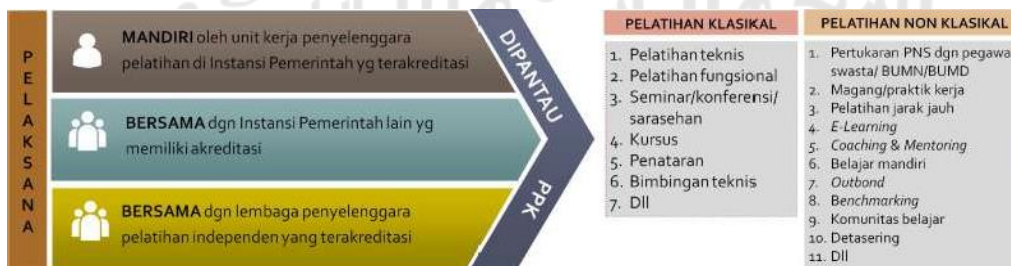 PELAKSANA
MANDIRI oleh unit kerja penyelenggara
pelatihan di Instansi Pemerintah yg terakreditasi
BERSAMA dgn Instansi Pemerintah lain yg
memiliki akreditasi
BERSAMA dgn lembaga penyelenggara
pelatihan independen yang terakreditasi
DIPANTAU
PPK
PELATIHAN KLASIKAL
1. Pelatihan teknis
2. Pelatihan fungsional
3. Seminar/konferensi/
sarasehan
4. Kursus
5. Penataran
6. Bimbingan teknis
7. Dll
PELATIHAN NON KLASIKAL
1. Pertukaran PNS dgn pegawa
swasta/ BUMN/BUMD
2. Magang/praktik kerja
3. Pelatihan jarak jauh
4. E-Learning
5. Coaching & Mentoring
6. Belajar mandiri
7. Outbond
8. Benchmarking
9. Komunitas belajar
10. Detasering
11. Dll